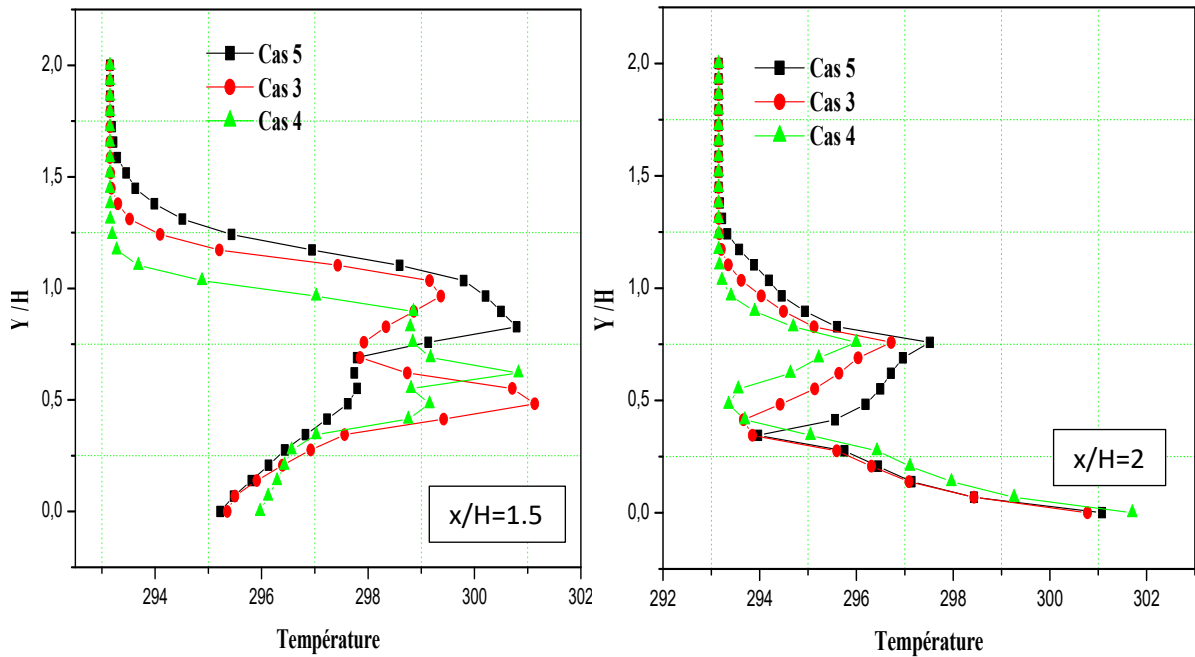 Cas 5
Cas 3
Cas 4
2,0
1,5
1,0
0,5
0,0
Y /H
x/H=1.5
294 296 298 300 302
Température
Cas 5
Cas 3
Cas 4
2,0
1,5
1,0
0,5
0,0
Y /H
x/H=2
292 294 296 298 300 302
Température